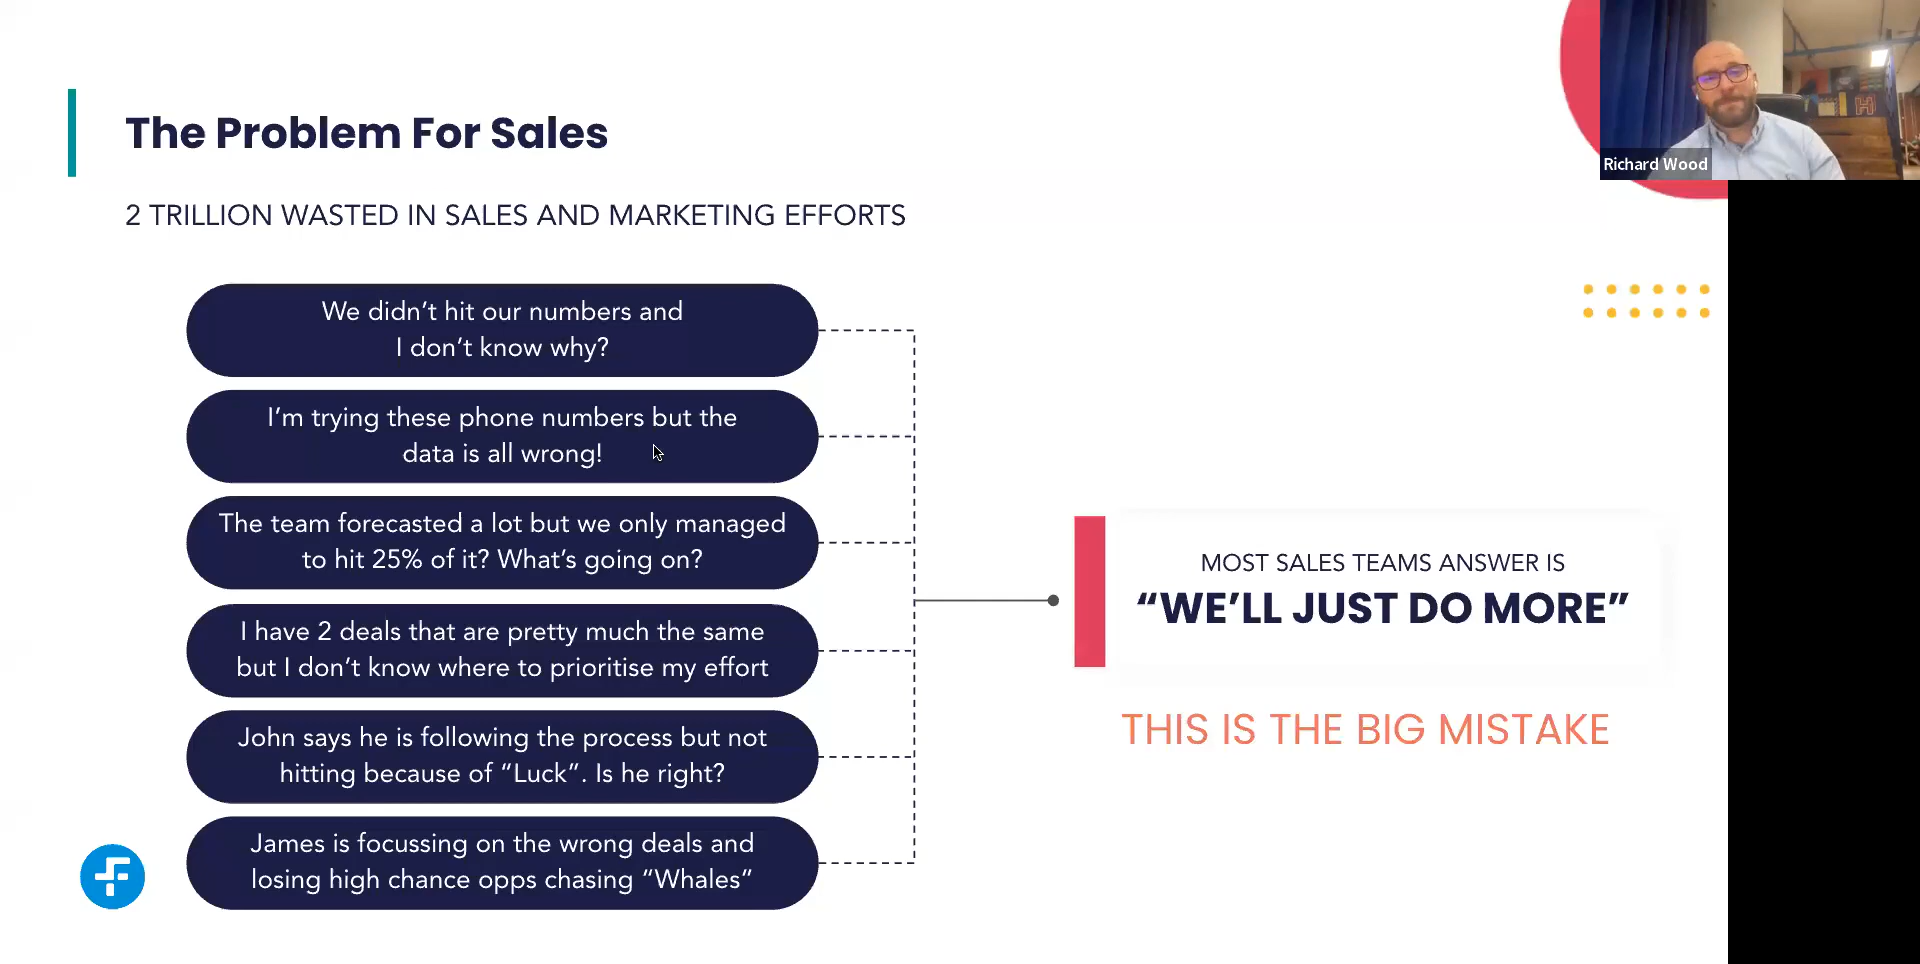 The Problem For Sales
2 TRILLION WASTED IN SALES AND MARKETING EFFORTS
We didn’t hit our numbers and
I don’t know why?
I’m trying these phone numbers but the
data is all wrong!
The team forecasted a lot but we only managed
to hit 25% of it? What’s going on?
I have 2 deals that are pretty much the same
but I don’t know where to prioritise my effort
John says he is following the process but not
hitting because of “Luck”. Is he right?
James is focussing on the wrong deals and
losing high chance opps chasing “Whales“
MOST SALES TEAMS ANSWER IS
“WE’LL JUST DO MORE”
THIS IS THE BIG MISTAKE
Richard Wood